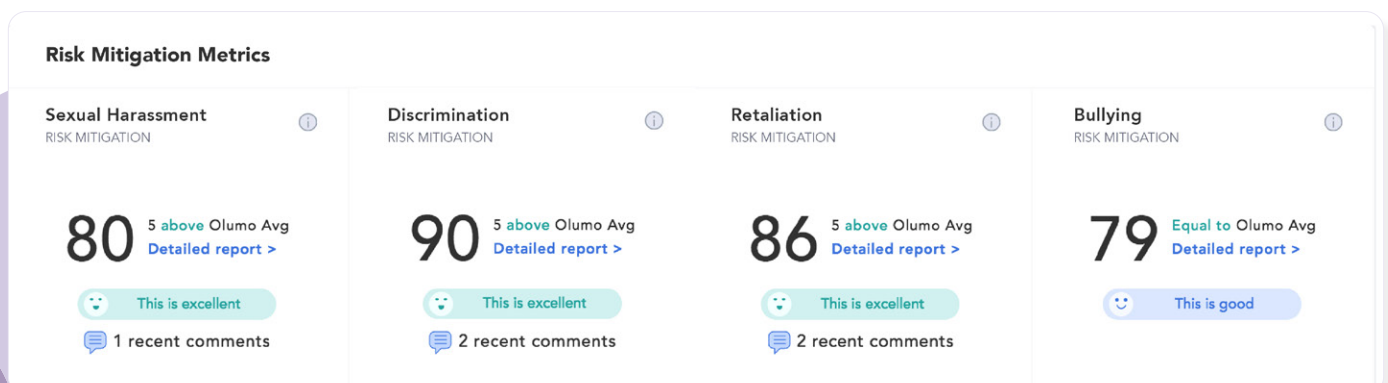 Risk Mitigation Metrics
Sexual Harassment
RISK MITIGATION
80
5 above Olumo Avg
Detailed report >
This is excellent
1 recent comments
Discrimination
RISK MITIGATION
90
5 above Olumo Avg
Detailed report >
This is excellent
2 recent comments
Retaliation
RISK MITIGATION
86
5 above Olumo Avg
Detailed report >
This is excellent
2 recent comments
Bullying
RISK MITIGATION
79
Equal to Olumo Avg
Detailed report >
This is good